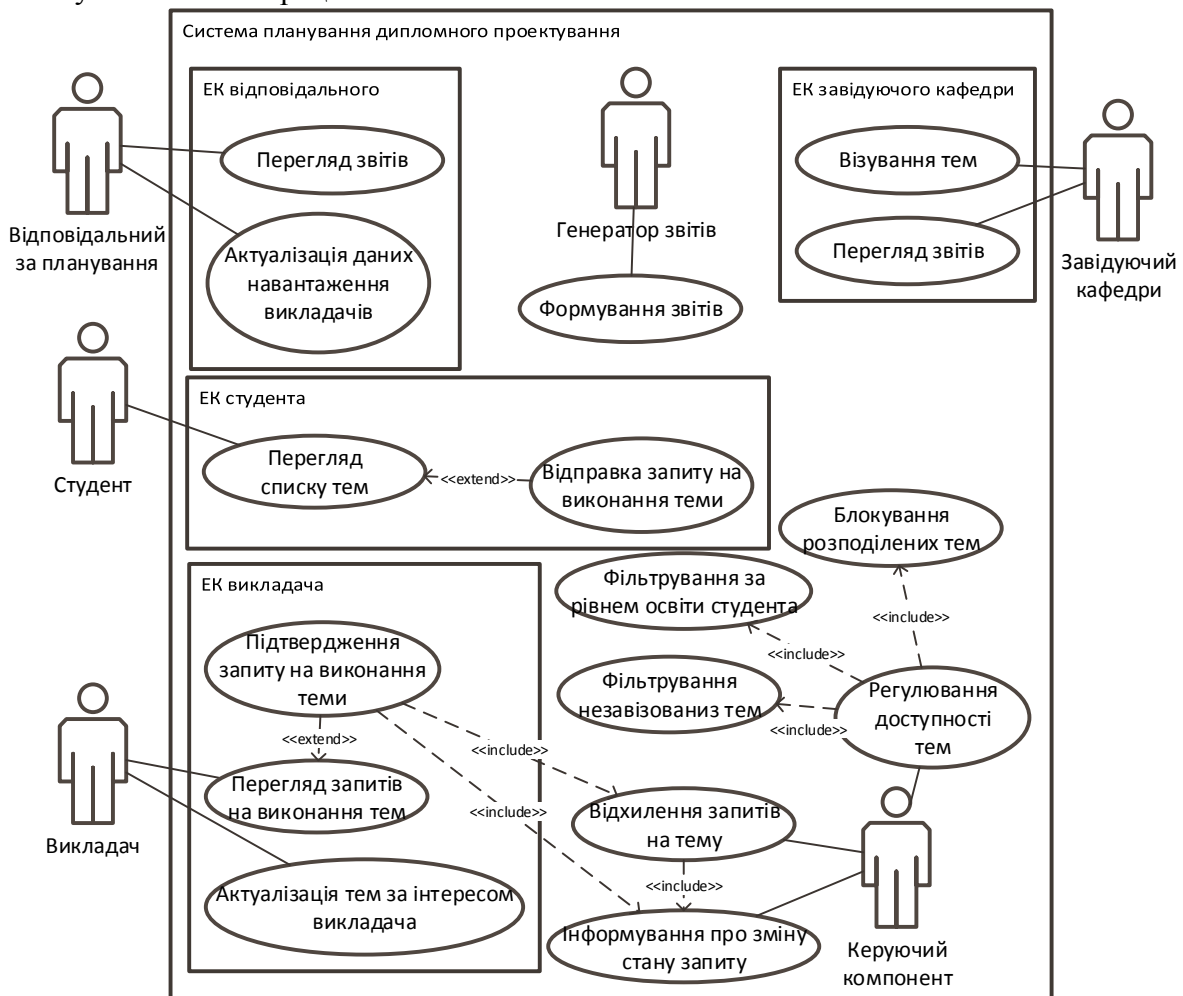 Система планування дипломного проектування
ЕК відповідального
Перегляд звітів
Актуалізація даних
навантаження
викладачів
Відповідальний
за планування
Генератор звітів
Формування звітів
ЕК завідуючого кафедри
Візування тем
Перегляд звітів
Завідуючий
кафедри
ЕК студента
Перегляд
списку тем
<<extend>>
Відправка запиту на
виконання теми
Студент
Блокування
розподілених тем
Фільтрування за
рівнем освіти студента
<<include>>
<<include>>
Фільтрування
незавізованиз тем
<<include>>
Регулювання
доступності
тем
ЕК викладача
Підтвердження
запиту на виконання
теми
<<extend>>
<<include>>
Перегляд запитів
на виконання тем
<<include>>
Відхилення запитів
на тему
Викладач
<<include>>
Актуалізація тем за інтересом
викладача
Інформування про зміну
стану запиту
Керуючий
компонент